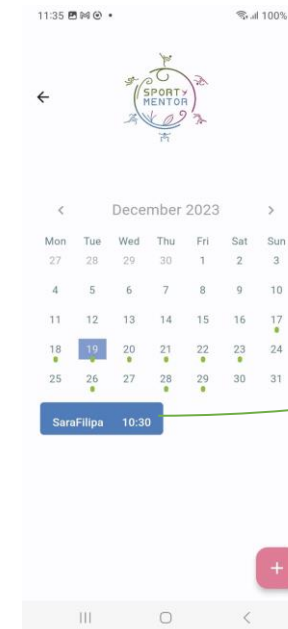 11:35
100%
SPORTY
MENTOR
December 2023
Mon Tue Wed Thu Fri Sat Sun
27 28 29 30 1 2 3
4 5 6 7 8 9 10
11 12 13 14 15 16 17
18 19 20 21 22 23 24
25 26 27 28 29 30 31
SaraFilipa 10:30
+